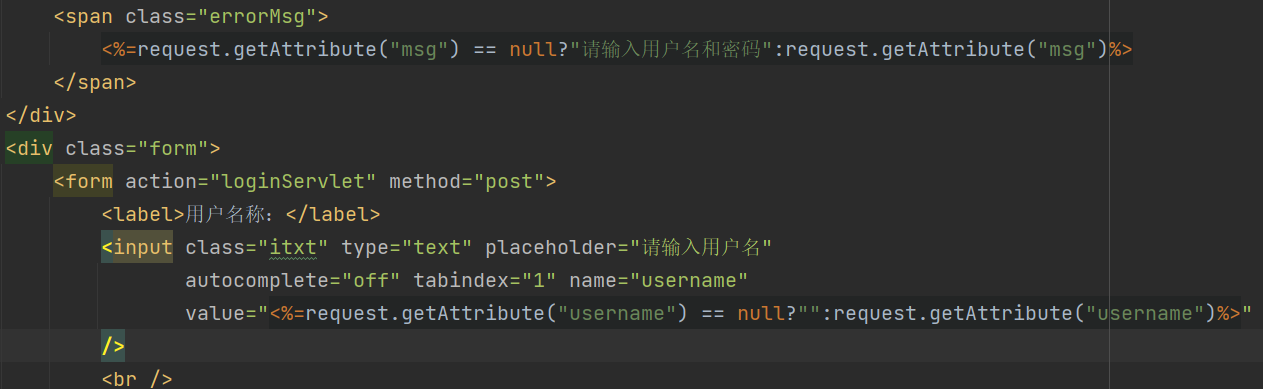 <span class="errorMsg">
<%=request.getAttribute("msg") == null?"请输入用户名和密码":request.getAttribute("msg")%>
</span>
</div>
<div class="form">
<form action="loginServlet" method="post">
<label>用户名称：</label>
<input class="itxt" type="text" placeholder="请输入用户名"
autocomplete="off" tabindex="1" name="username"
value="<%=request.getAttribute("username") == null?"":request.getAttribute("username")%>"
/>
<br />